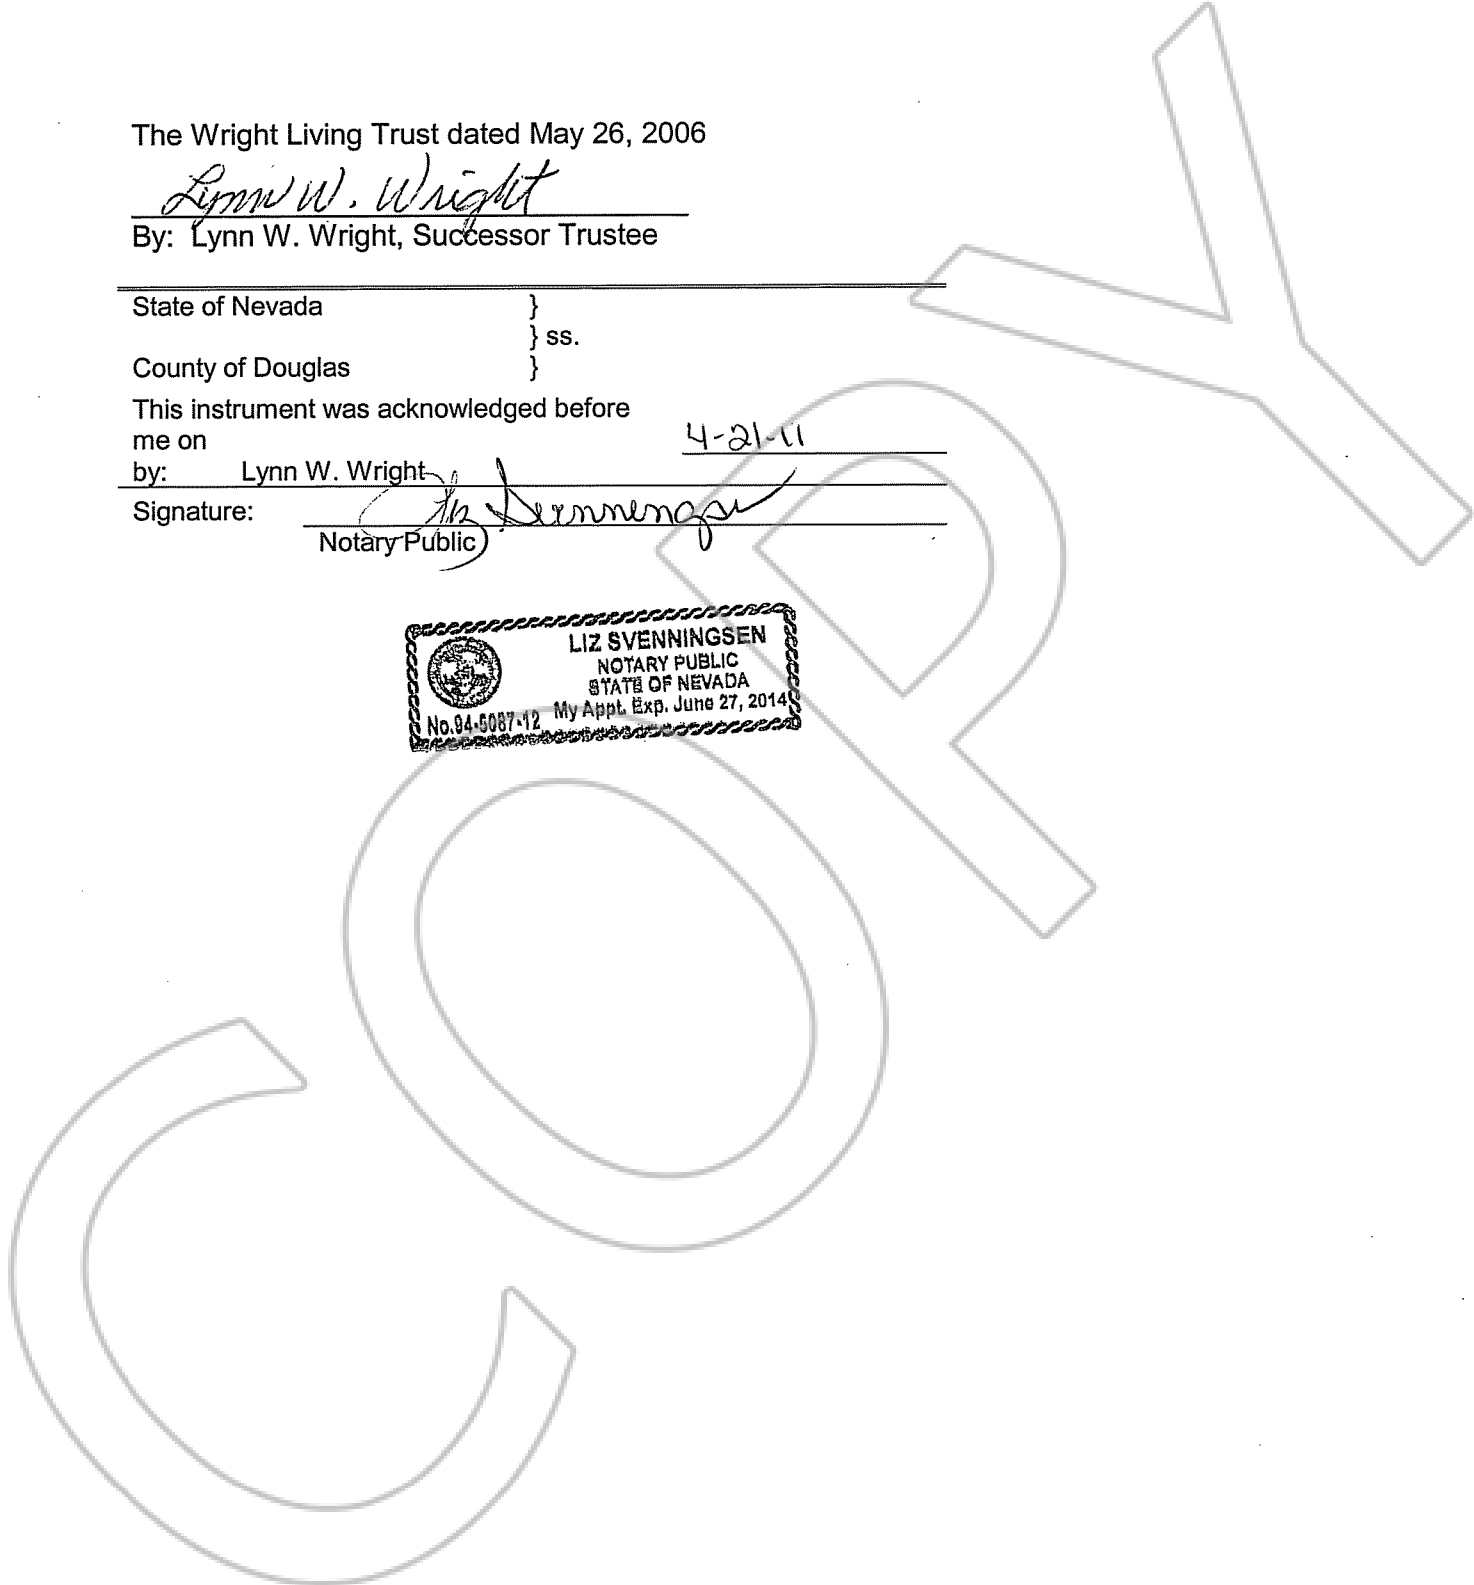 The Wright Living Trust dated May 26, 2006
Lynn W. Wright
By: Lynn W. Wright, Successor Trustee
State of Nevada }
} ss.
County of Douglas }
This instrument was acknowledged before
me on 4-21-11
by: Lynn W. Wright
Signature: Liz Svenningsen
Notary Public
LIZ SVENNINGSEN
NOTARY PUBLIC
STATE OF NEVADA
My Appt. Exp. June 27, 2014
No.94-5087-12
COPY